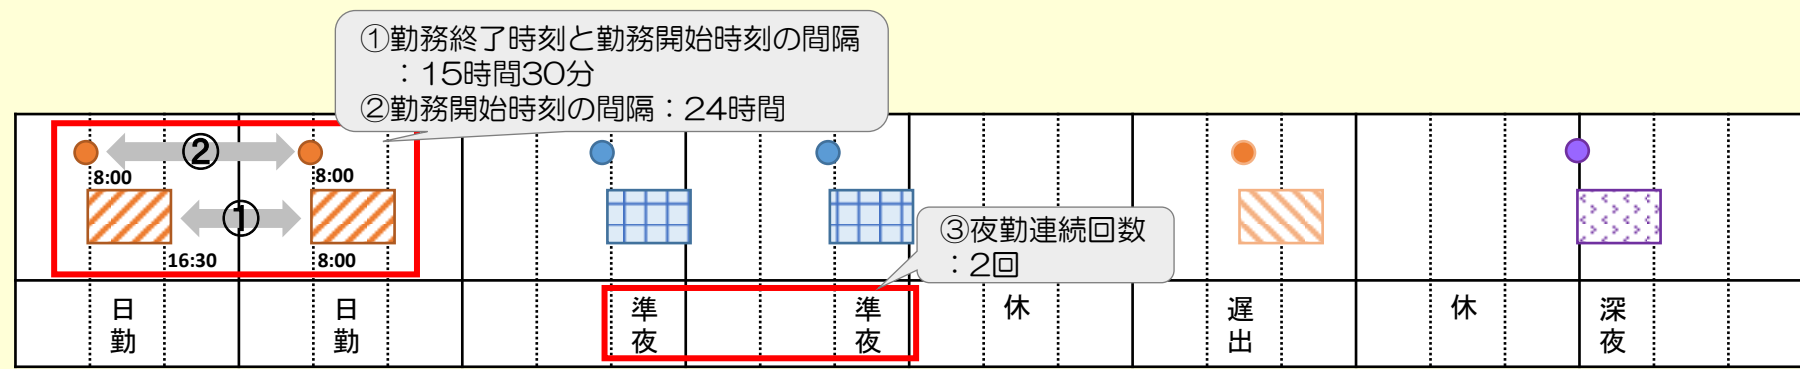 ①勤務終了時刻と勤務開始時刻の間隔
：15時間30分
②勤務開始時刻の間隔：24時間
②
8:00
8:00
①
16:30
8:00
③夜勤連続回数
：2回
日勤
日勤
準夜
準夜
休
遅出
休
深夜